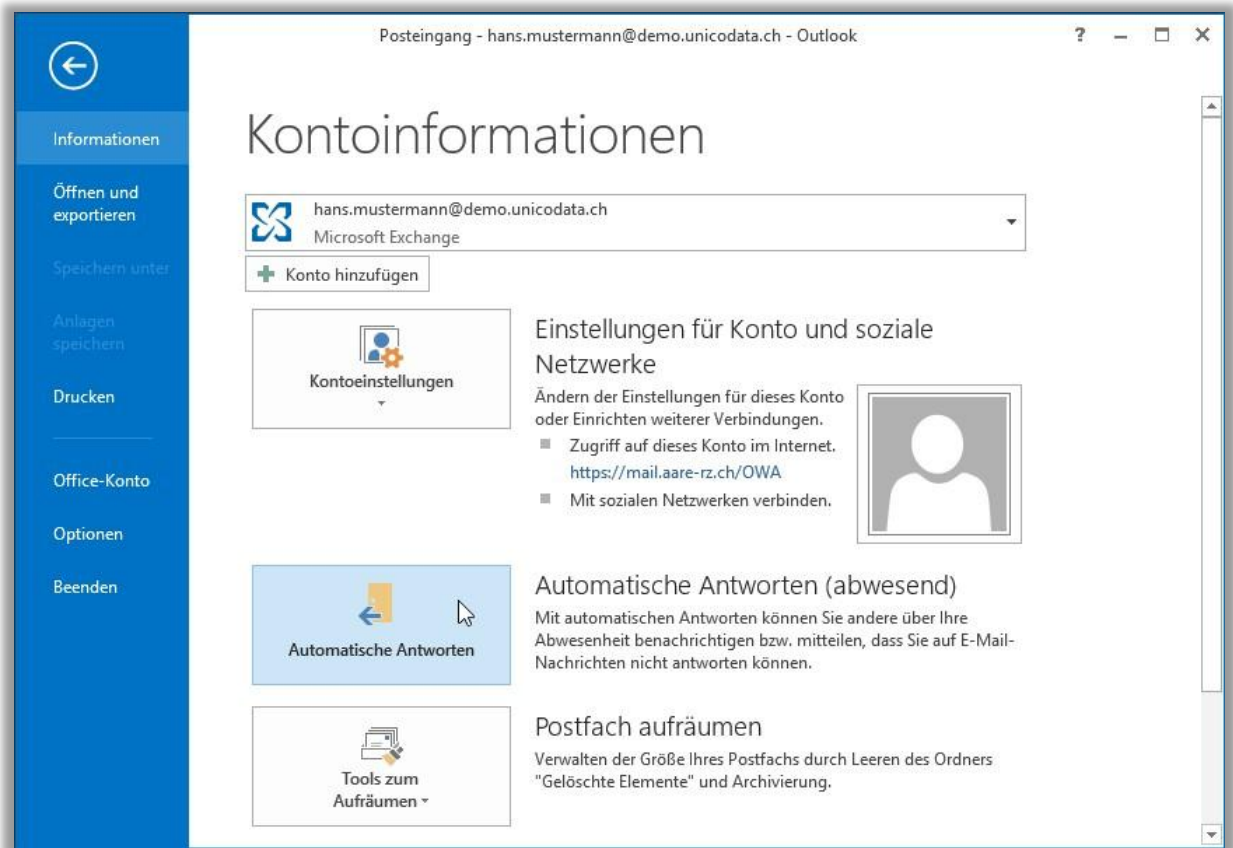 Posteingang - hans.mustermann@demo.unicodata.ch - Outlook
?
Informationen
Öffnen und
exportieren
Speichern unter
Anlagen
speichern
Drucken
Office-Konto
Optionen
Beenden
Kontoinformationen
hans.mustermann@demo.unicodata.ch
Microsoft Exchange
Konto hinzufügen
Kontoeinstellungen
Einstellungen für Konto und soziale
Netzwerke
Ändern der Einstellungen für dieses Konto
oder Einrichten weiterer Verbindungen.
Zugriff auf dieses Konto im Internet.
https://mail.aare-rz.ch/OWA
Mit sozialen Netzwerken verbinden.
Automatische Antworten
Automatische Antworten (abwesend)
Mit automatischen Antworten können Sie andere über Ihre
Abwesenheit benachrichtigen bzw. mitteilen, dass Sie auf E-Mail-
Nachrichten nicht antworten können.
Tools zum
Aufräumen
Postfach aufräumen
Verwalten der Größe Ihres Postfachs durch Leeren des Ordners
"Gelöschte Elemente" und Archivierung.